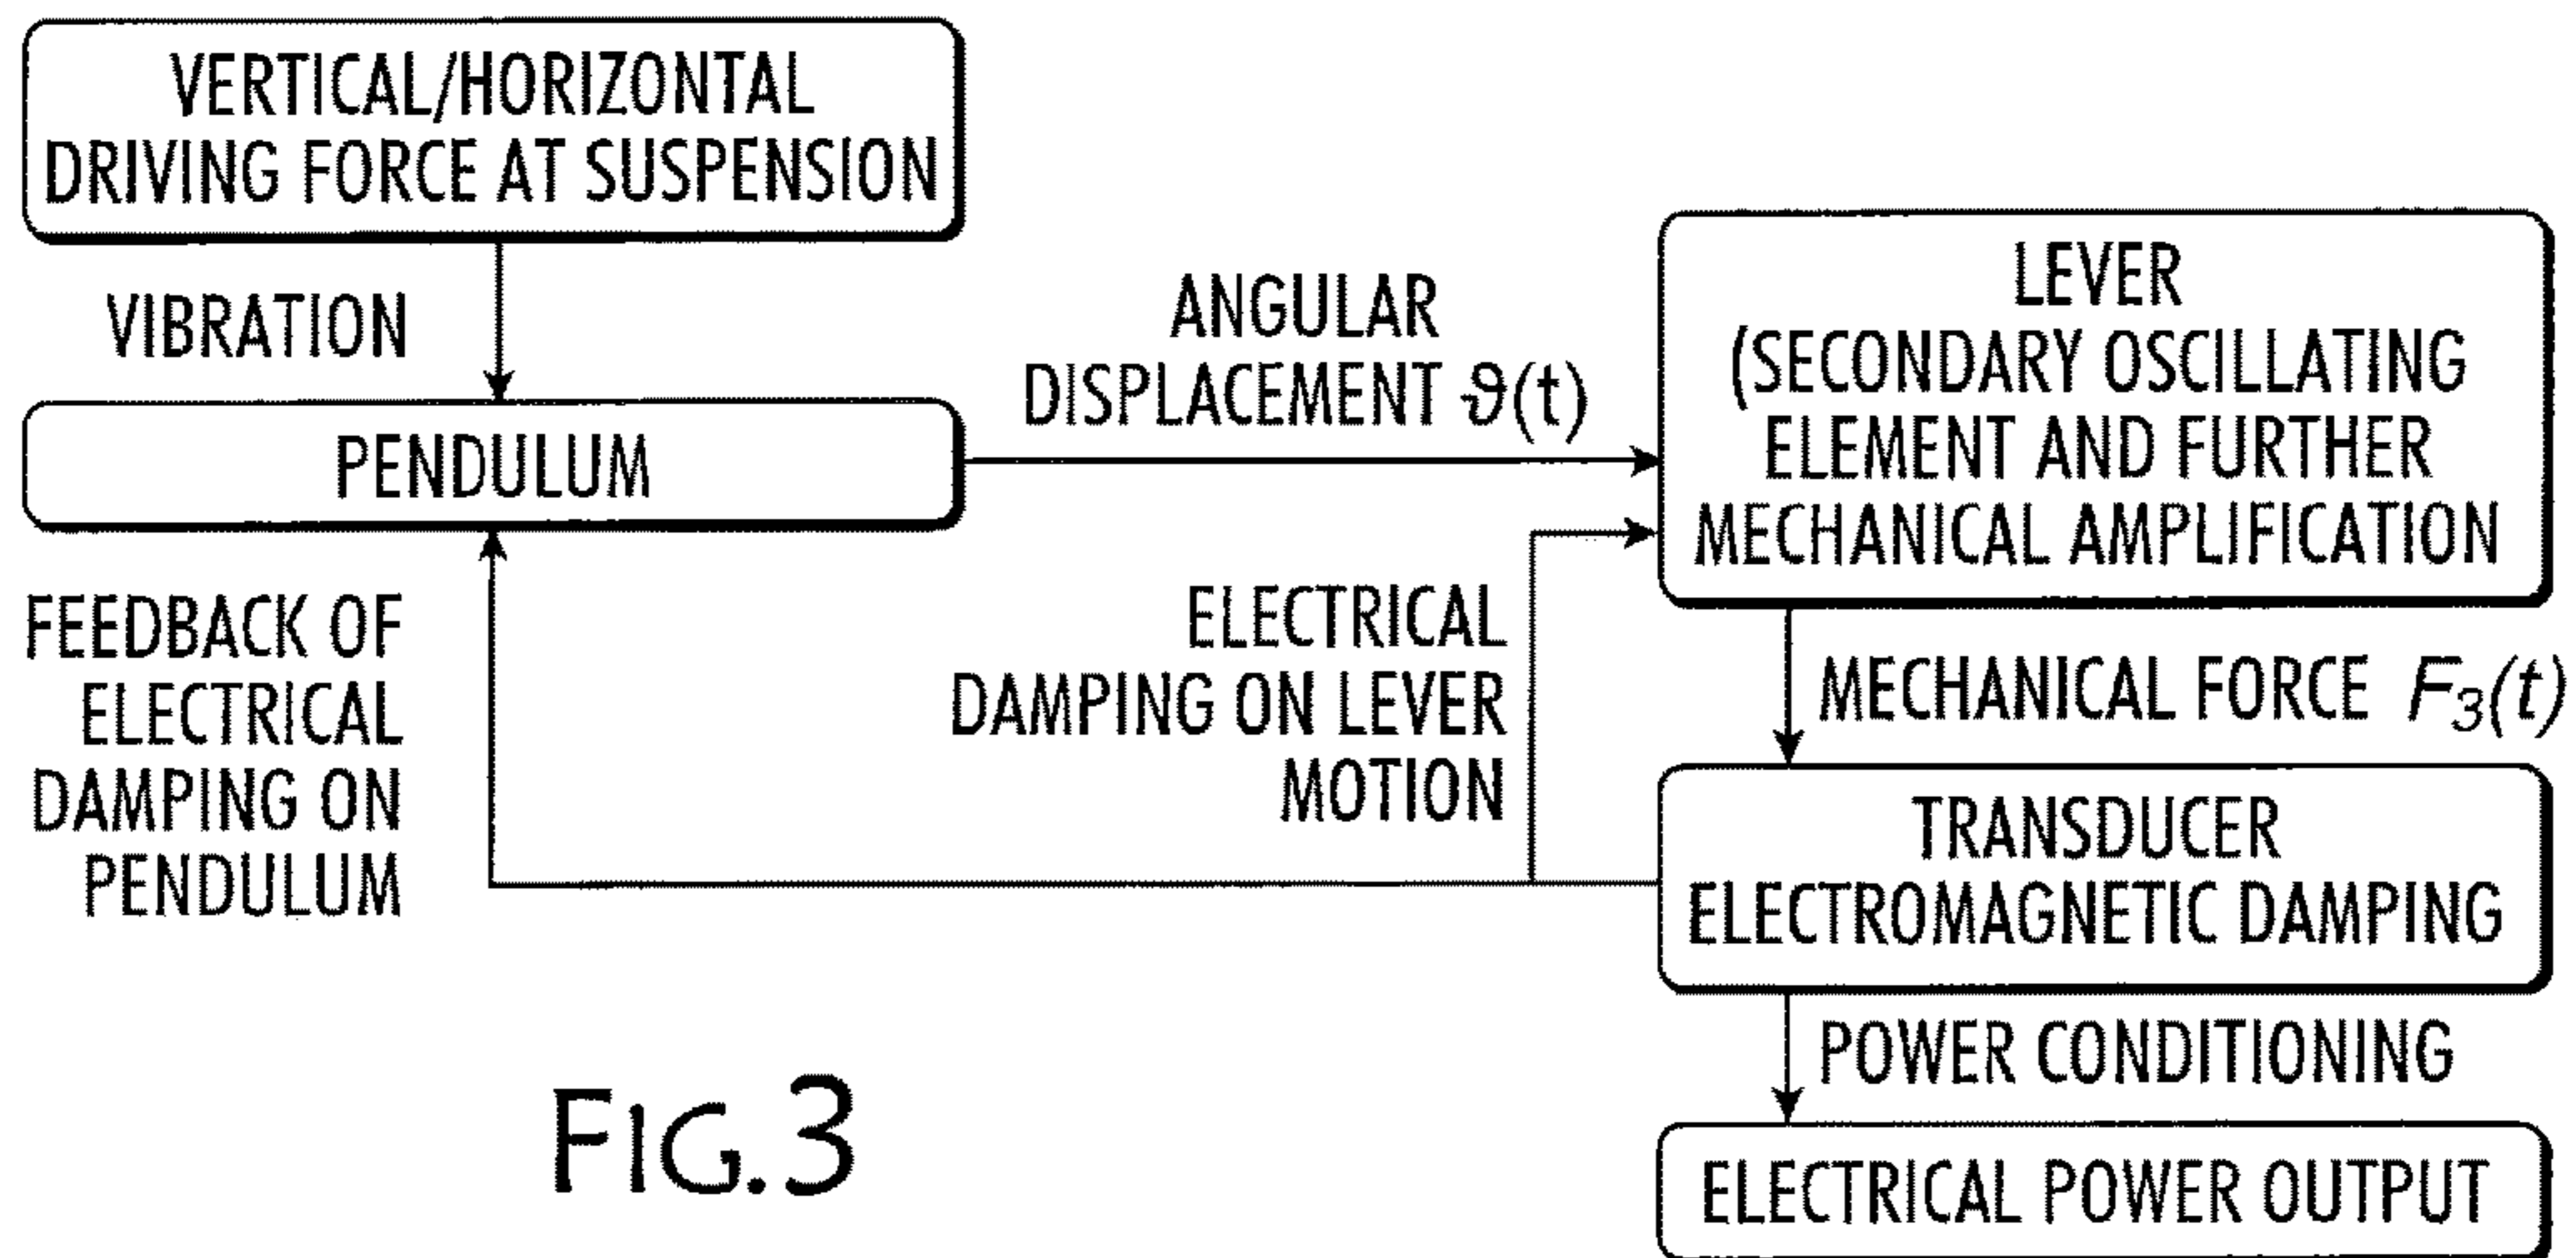 VERTICAL/HORIZONTAL
DRIVING FORCE AT SUSPENSION
VIBRATION
PENDULUM
ANGULAR
DISPLACEMENT ϑ(t)
LEVER
(SECONDARY OSCILLATING
ELEMENT AND FURTHER
MECHANICAL AMPLIFICATION
FEEDBACK OF
ELECTRICAL
DAMPING ON
PENDULUM
ELECTRICAL
DAMPING ON LEVER
MOTION
MECHANICAL FORCE F₃(t)
TRANSDUCER
ELECTROMAGNETIC DAMPING
POWER CONDITIONING
ELECTRICAL POWER OUTPUT
FIG.3